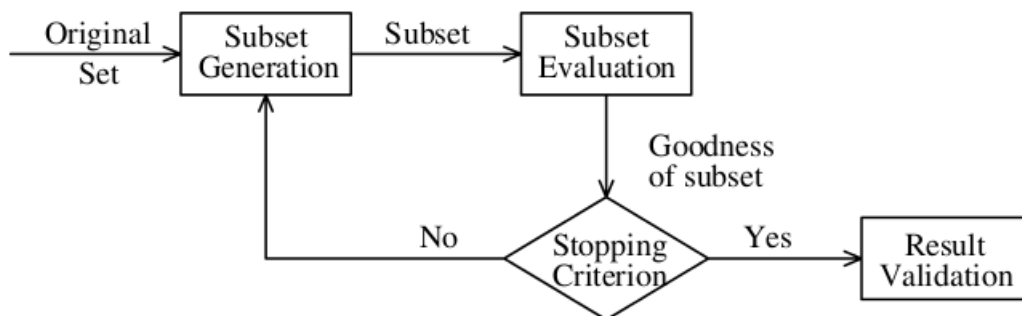 Original
Set
Subset
Generation
Subset
Subset
Evaluation
Goodness
of subset
No
Stopping
Criterion
Yes
Result
Validation